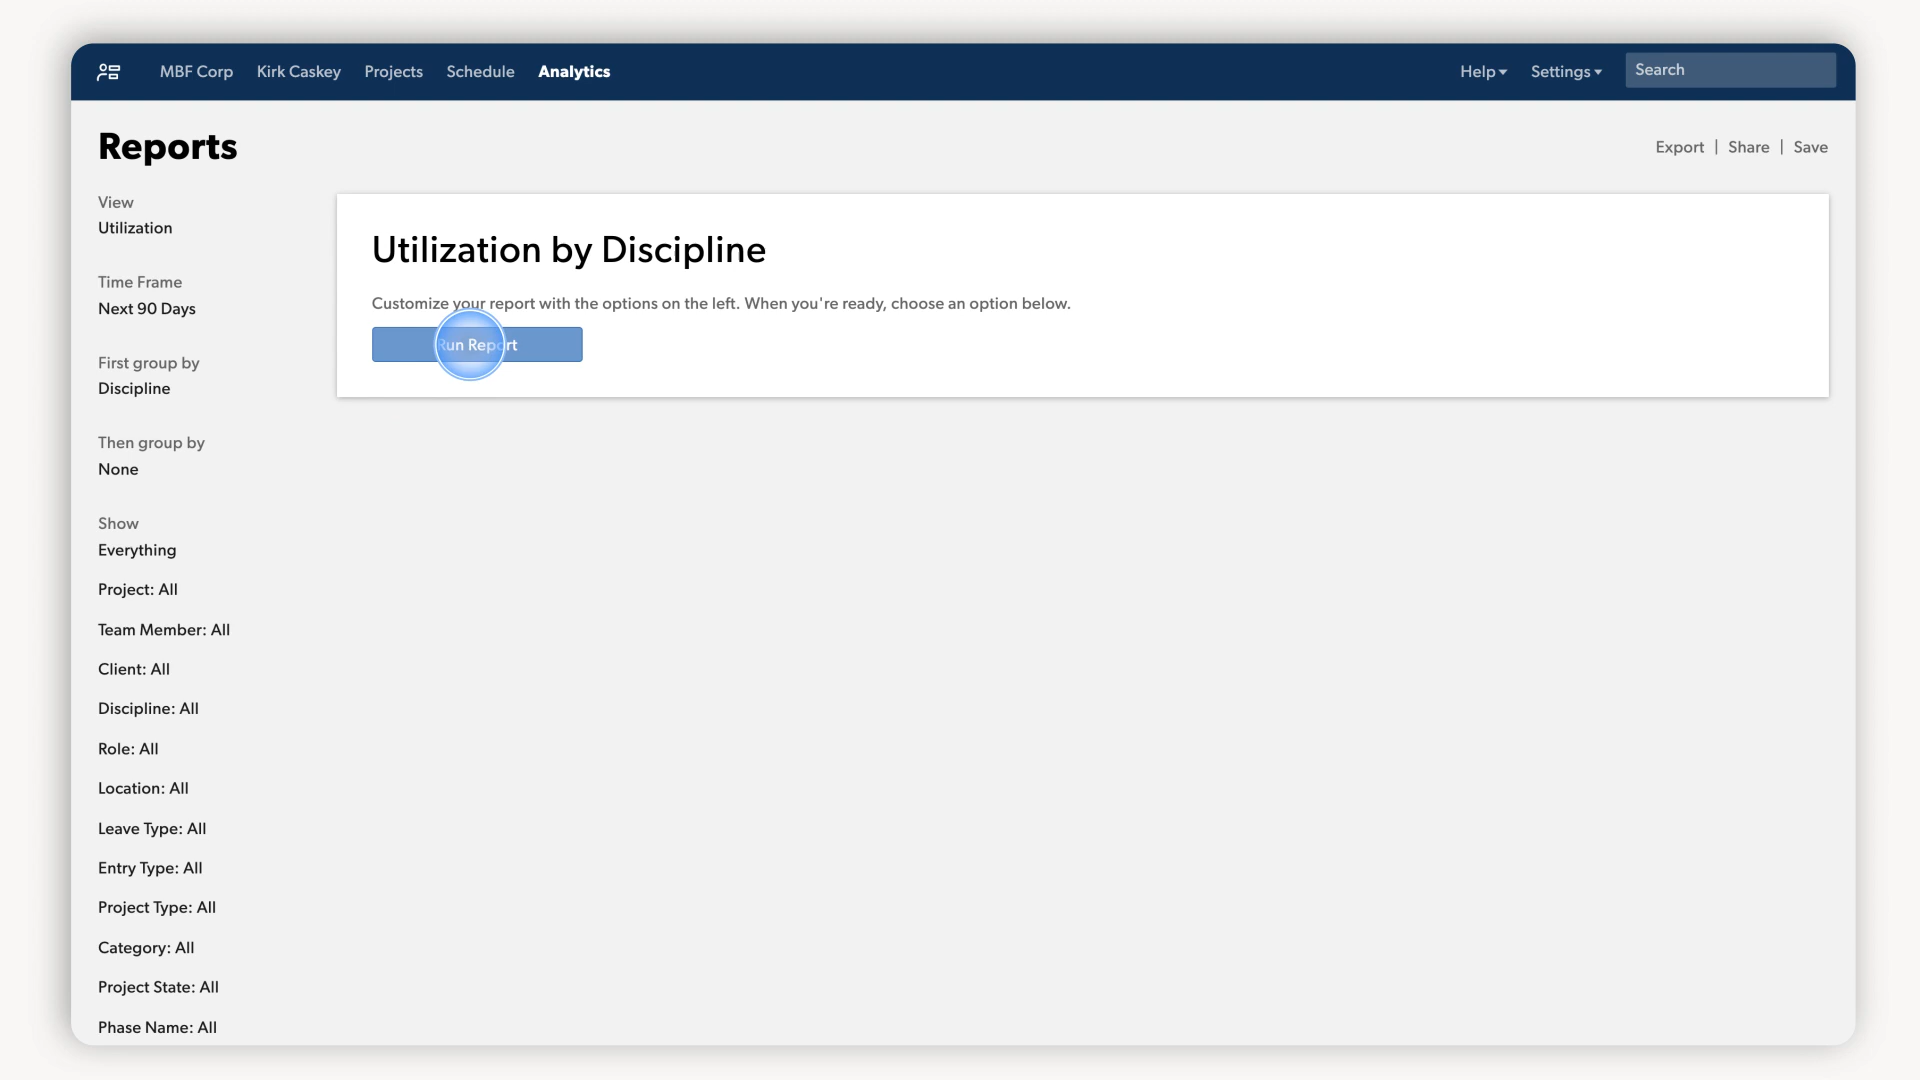 MBF Corp Kirk Caskey Projects Schedule Analytics Help Settings Search
Reports
Export | Share | Save
View
Utilization
Time Frame
Next 90 Days
First group by
Discipline
Then group by
None
Show
Everything
Project: All
Team Member: All
Client: All
Discipline: All
Role: All
Location: All
Leave Type: All
Entry Type: All
Project Type: All
Category: All
Project State: All
Phase Name: All
Utilization by Discipline
Customize your report with the options on the left. When you're ready, choose an option below.
Run Report